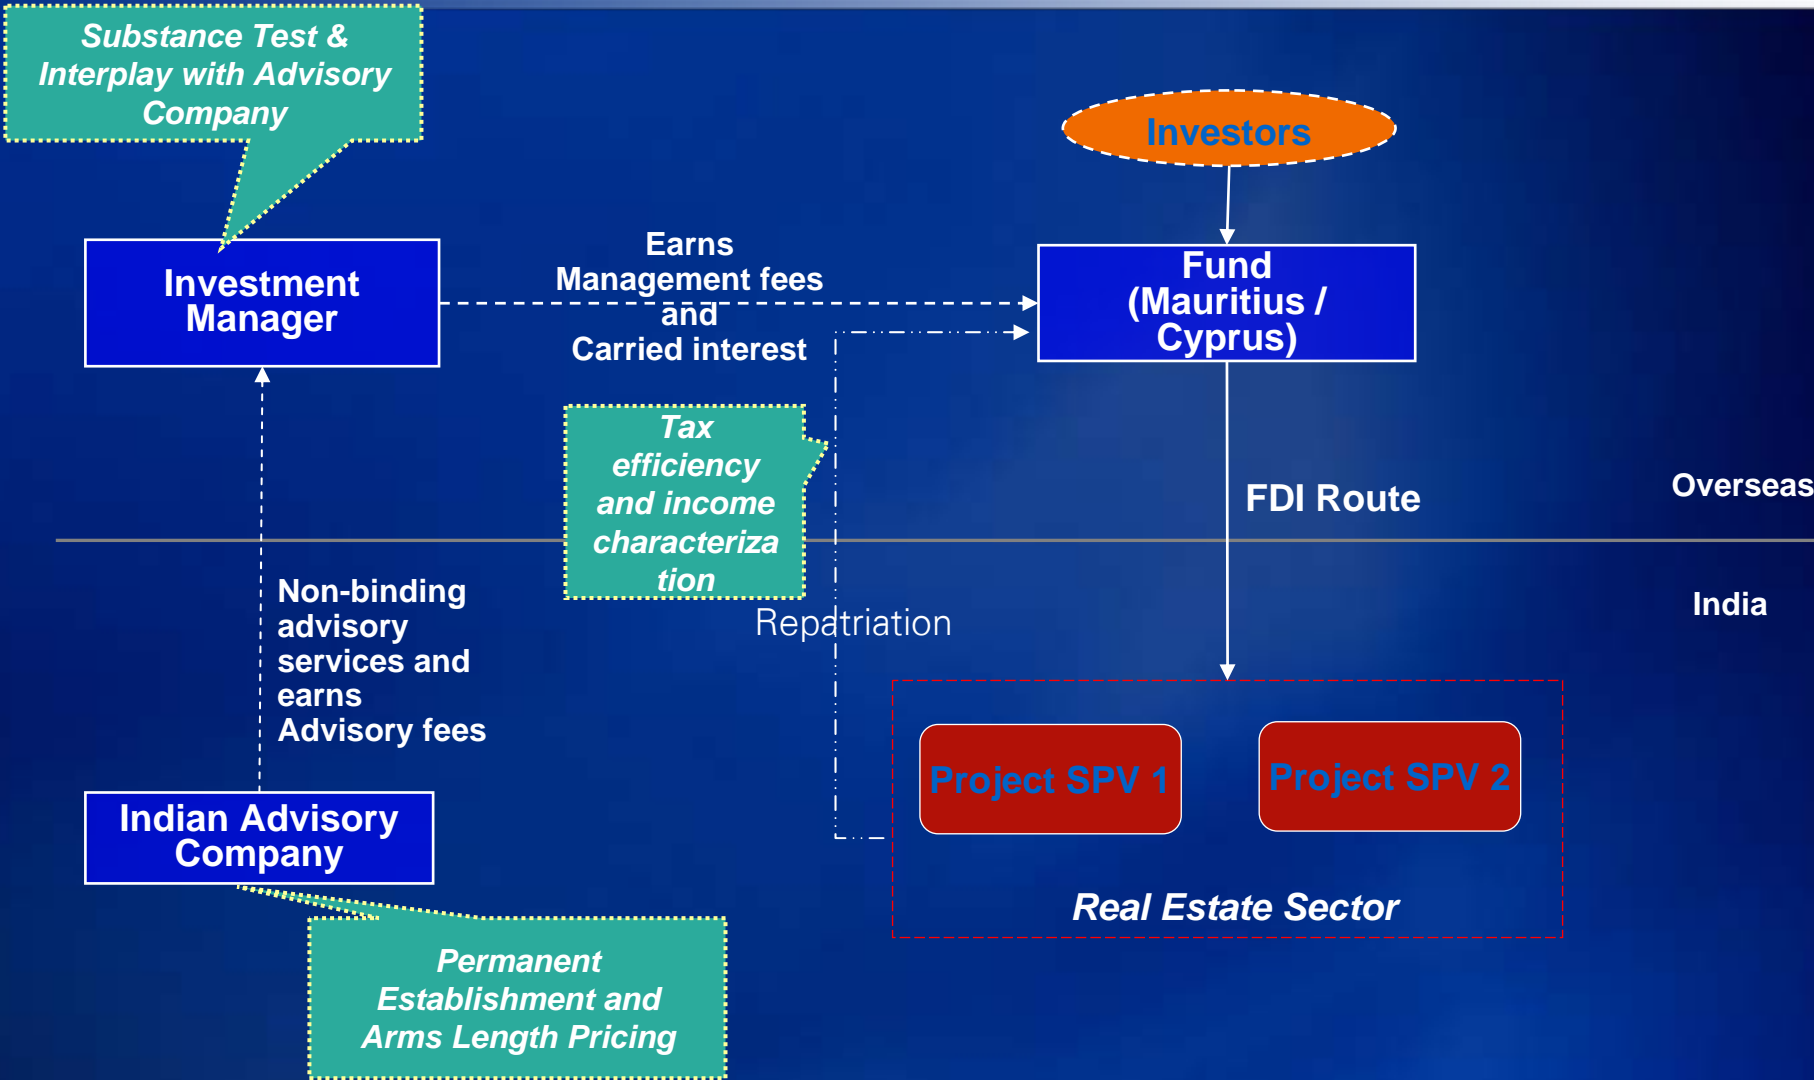 Substance Test &
Interplay with Advisory
Company
Investors
Investment
Manager
Earns
Management fees
and
Carried interest
Fund
(Mauritius /
Cyprus)
Tax
efficiency
and income
characteriza
tion
FDI Route
Overseas
India
Non-binding
advisory
services and
earns
Advisory fees
Repatriation
Project SPV 1
Project SPV 2
Real Estate Sector
Indian Advisory
Company
Permanent
Establishment and
Arms Length Pricing